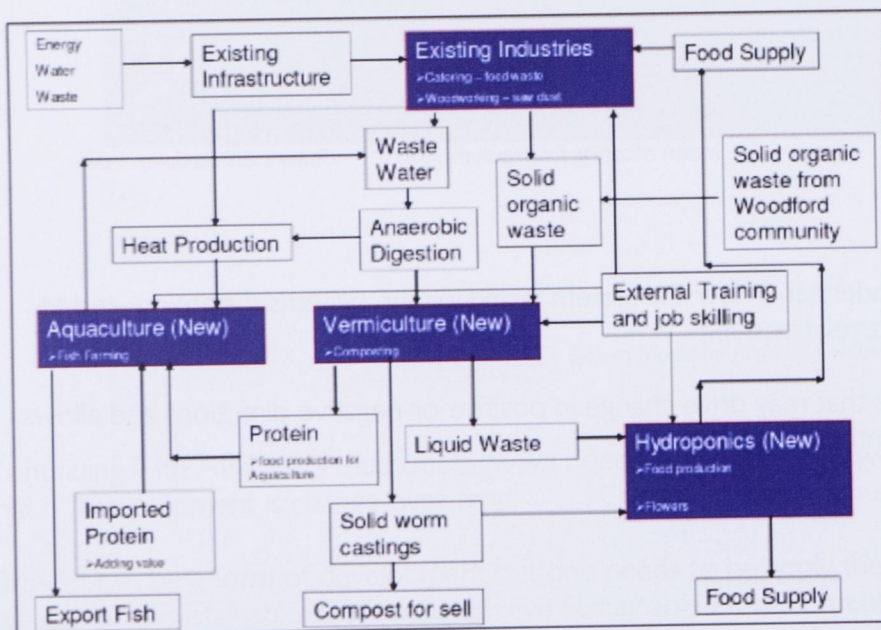 Energy
Water
Waste
Existing
Infrastructure
Existing Industries
➢Catering – food waste
➢Woodworking – saw dust
Food Supply
Waste
Water
Solid
organic
waste
Solid organic
waste from
Woodford
community
Heat Production
Anaerobic
Digestion
External Training
and job skilling
Aquaculture (New)
➢Fish Farming
Vermiculture (New)
➢Composting
Protein
➢food production for
Aquaculture
Liquid Waste
Hydroponics (New)
➢Food production
➢Flowers
Imported
Protein
➢Adding value
Solid worm
castings
Export Fish
Compost for sell
Food Supply